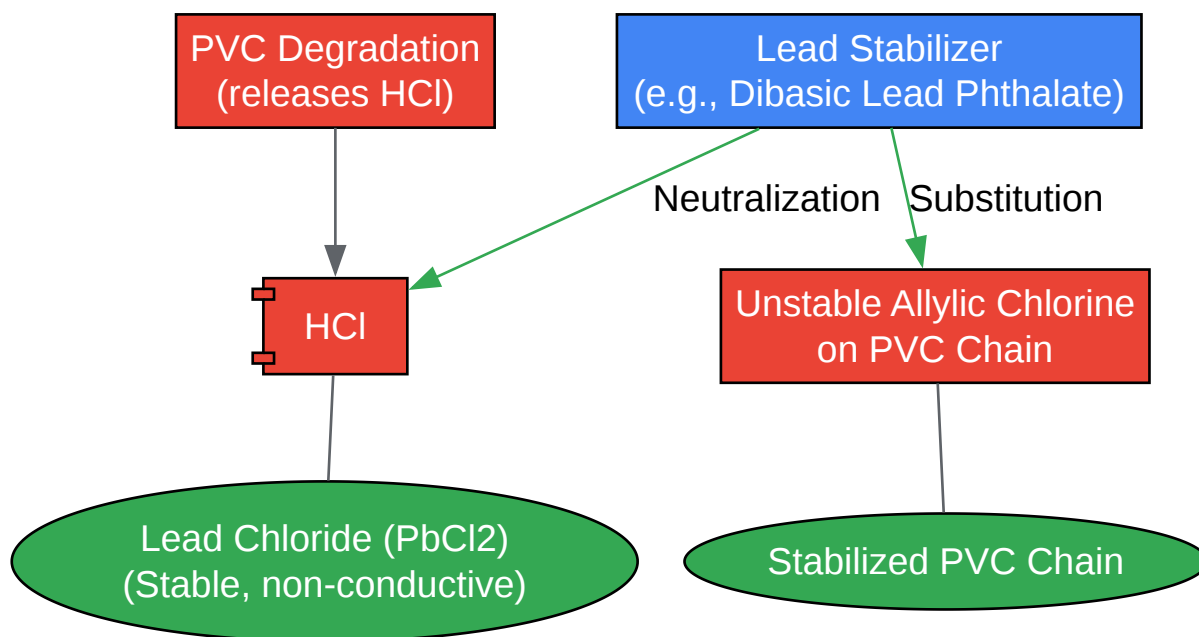 PVC Degradation
(releases HCl)
Lead Stabilizer
(e.g., Dibasic Lead Phthalate)
Neutralization
Substitution
HCl
Unstable Allylic Chlorine
on PVC Chain
Lead Chloride (PbCl2)
(Stable, non-conductive)
Stabilized PVC Chain